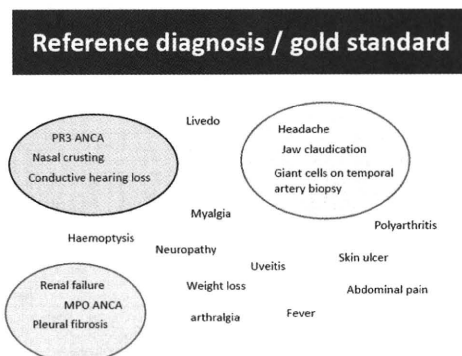 Reference diagnosis / gold standard
Livedo
PR3 ANCA
Nasal crusting
Conductive hearing loss
Headache
Jaw claudication
Giant cells on temporal
artery biopsy
Myalgia
Polyarthritis
Haemoptysis
Neuropathy
Uveitis
Skin ulcer
Renal failure
MPO ANCA
Pleural fibrosis
Weight loss
Abdominal pain
arthralgia
Fever